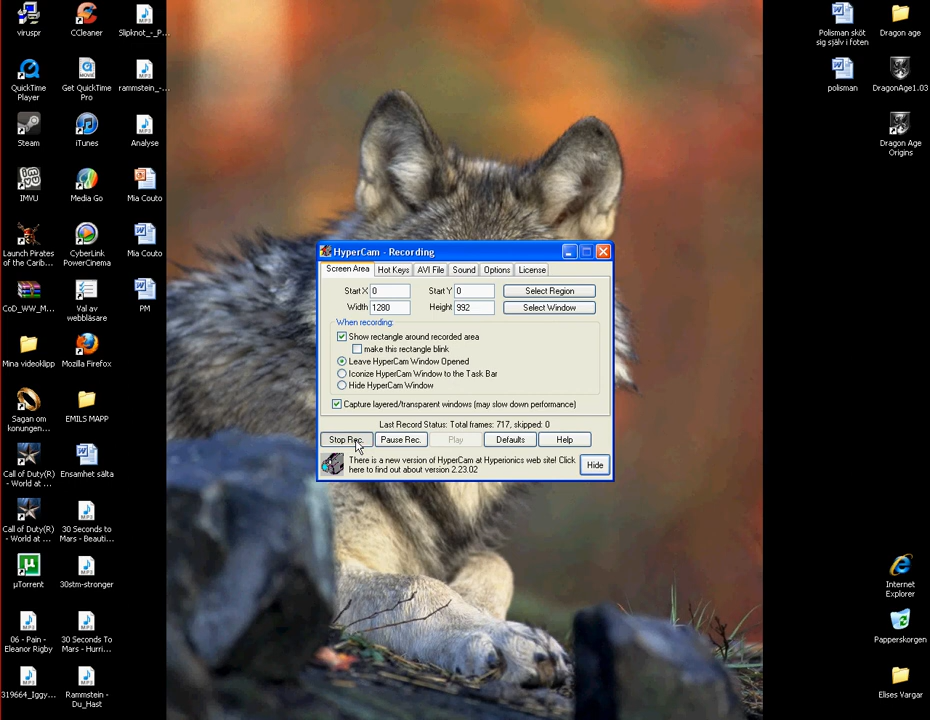 viruspr
CCleaner
Slipknot_-_P...
QuickTime
Player
Get QuickTime
Pro
rammstein_-...
Steam
iTunes
Analyse
IMVU
Media Go
Mia Couto
Launch Pirates
of the Carib...
CyberLink
PowerCinema
Mia Couto
CoD_WW_M...
Val av
webbläsare
PM
Mina videoklipp
Mozilla Firefox
Sagan om
konungen...
EMILS MAPP
Call of Duty(R)
- World at ...
Ensamhet sälta
Call of Duty(R)
- World at ...
30 Seconds to
Mars - Beauti...
µTorrent
30stm-stronger
06 - Pain -
Eleanor Rigby
30 Seconds To
Mars - Hurri...
319664_Iggy...
Rammstein -
Du_Hast
HyperCam - Recording
Screen Area
Hot Keys
AVI File
Sound
Options
License
Start X 0
Start Y 0
Select Region
Width 1280
Height 992
Select Window
When recording:
Show rectangle around recorded area
make this rectangle blink
Leave HyperCam Window Opened
Iconize HyperCam Window to the Task Bar
Hide HyperCam Window
Capture layered/transparent windows (may slow down performance)
Last Record Status: Total frames: 717, skipped: 0
Stop Rec.
Pause Rec.
Play
Defaults
Help
There is a new version of HyperCam at Hyperionics web site! Click
here to find out about version 2.23.02
Hide
Polisman sköt
sig själv i foten
Dragon age
polisman
DragonAge1.03
Dragon Age
Origins
Internet
Explorer
Papperskorgen
Elises Vargar